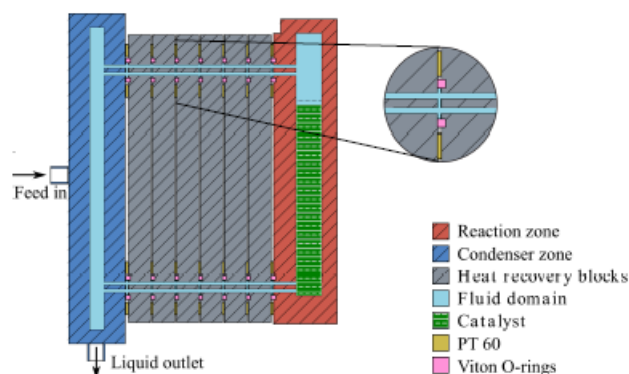 Feed in
Liquid outlet
Reaction zone
Condenser zone
Heat recovery blocks
Fluid domain
Catalyst
PT 60
Viton O-rings